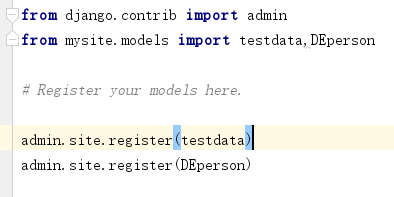 from django.contrib import admin
from mysite.models import testdata,DEperson
# Register your models here.
admin.site.register(testdata)
admin.site.register(DEperson)